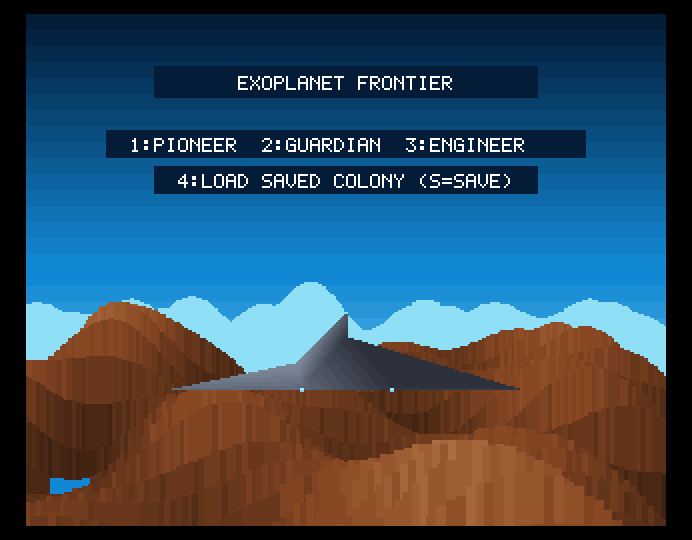 EXOPLANET FRONTIER
1:PIONEER 2:GUARDIAN 3:ENGINEER
4:LOAD SAVED COLONY (S=SAVE)